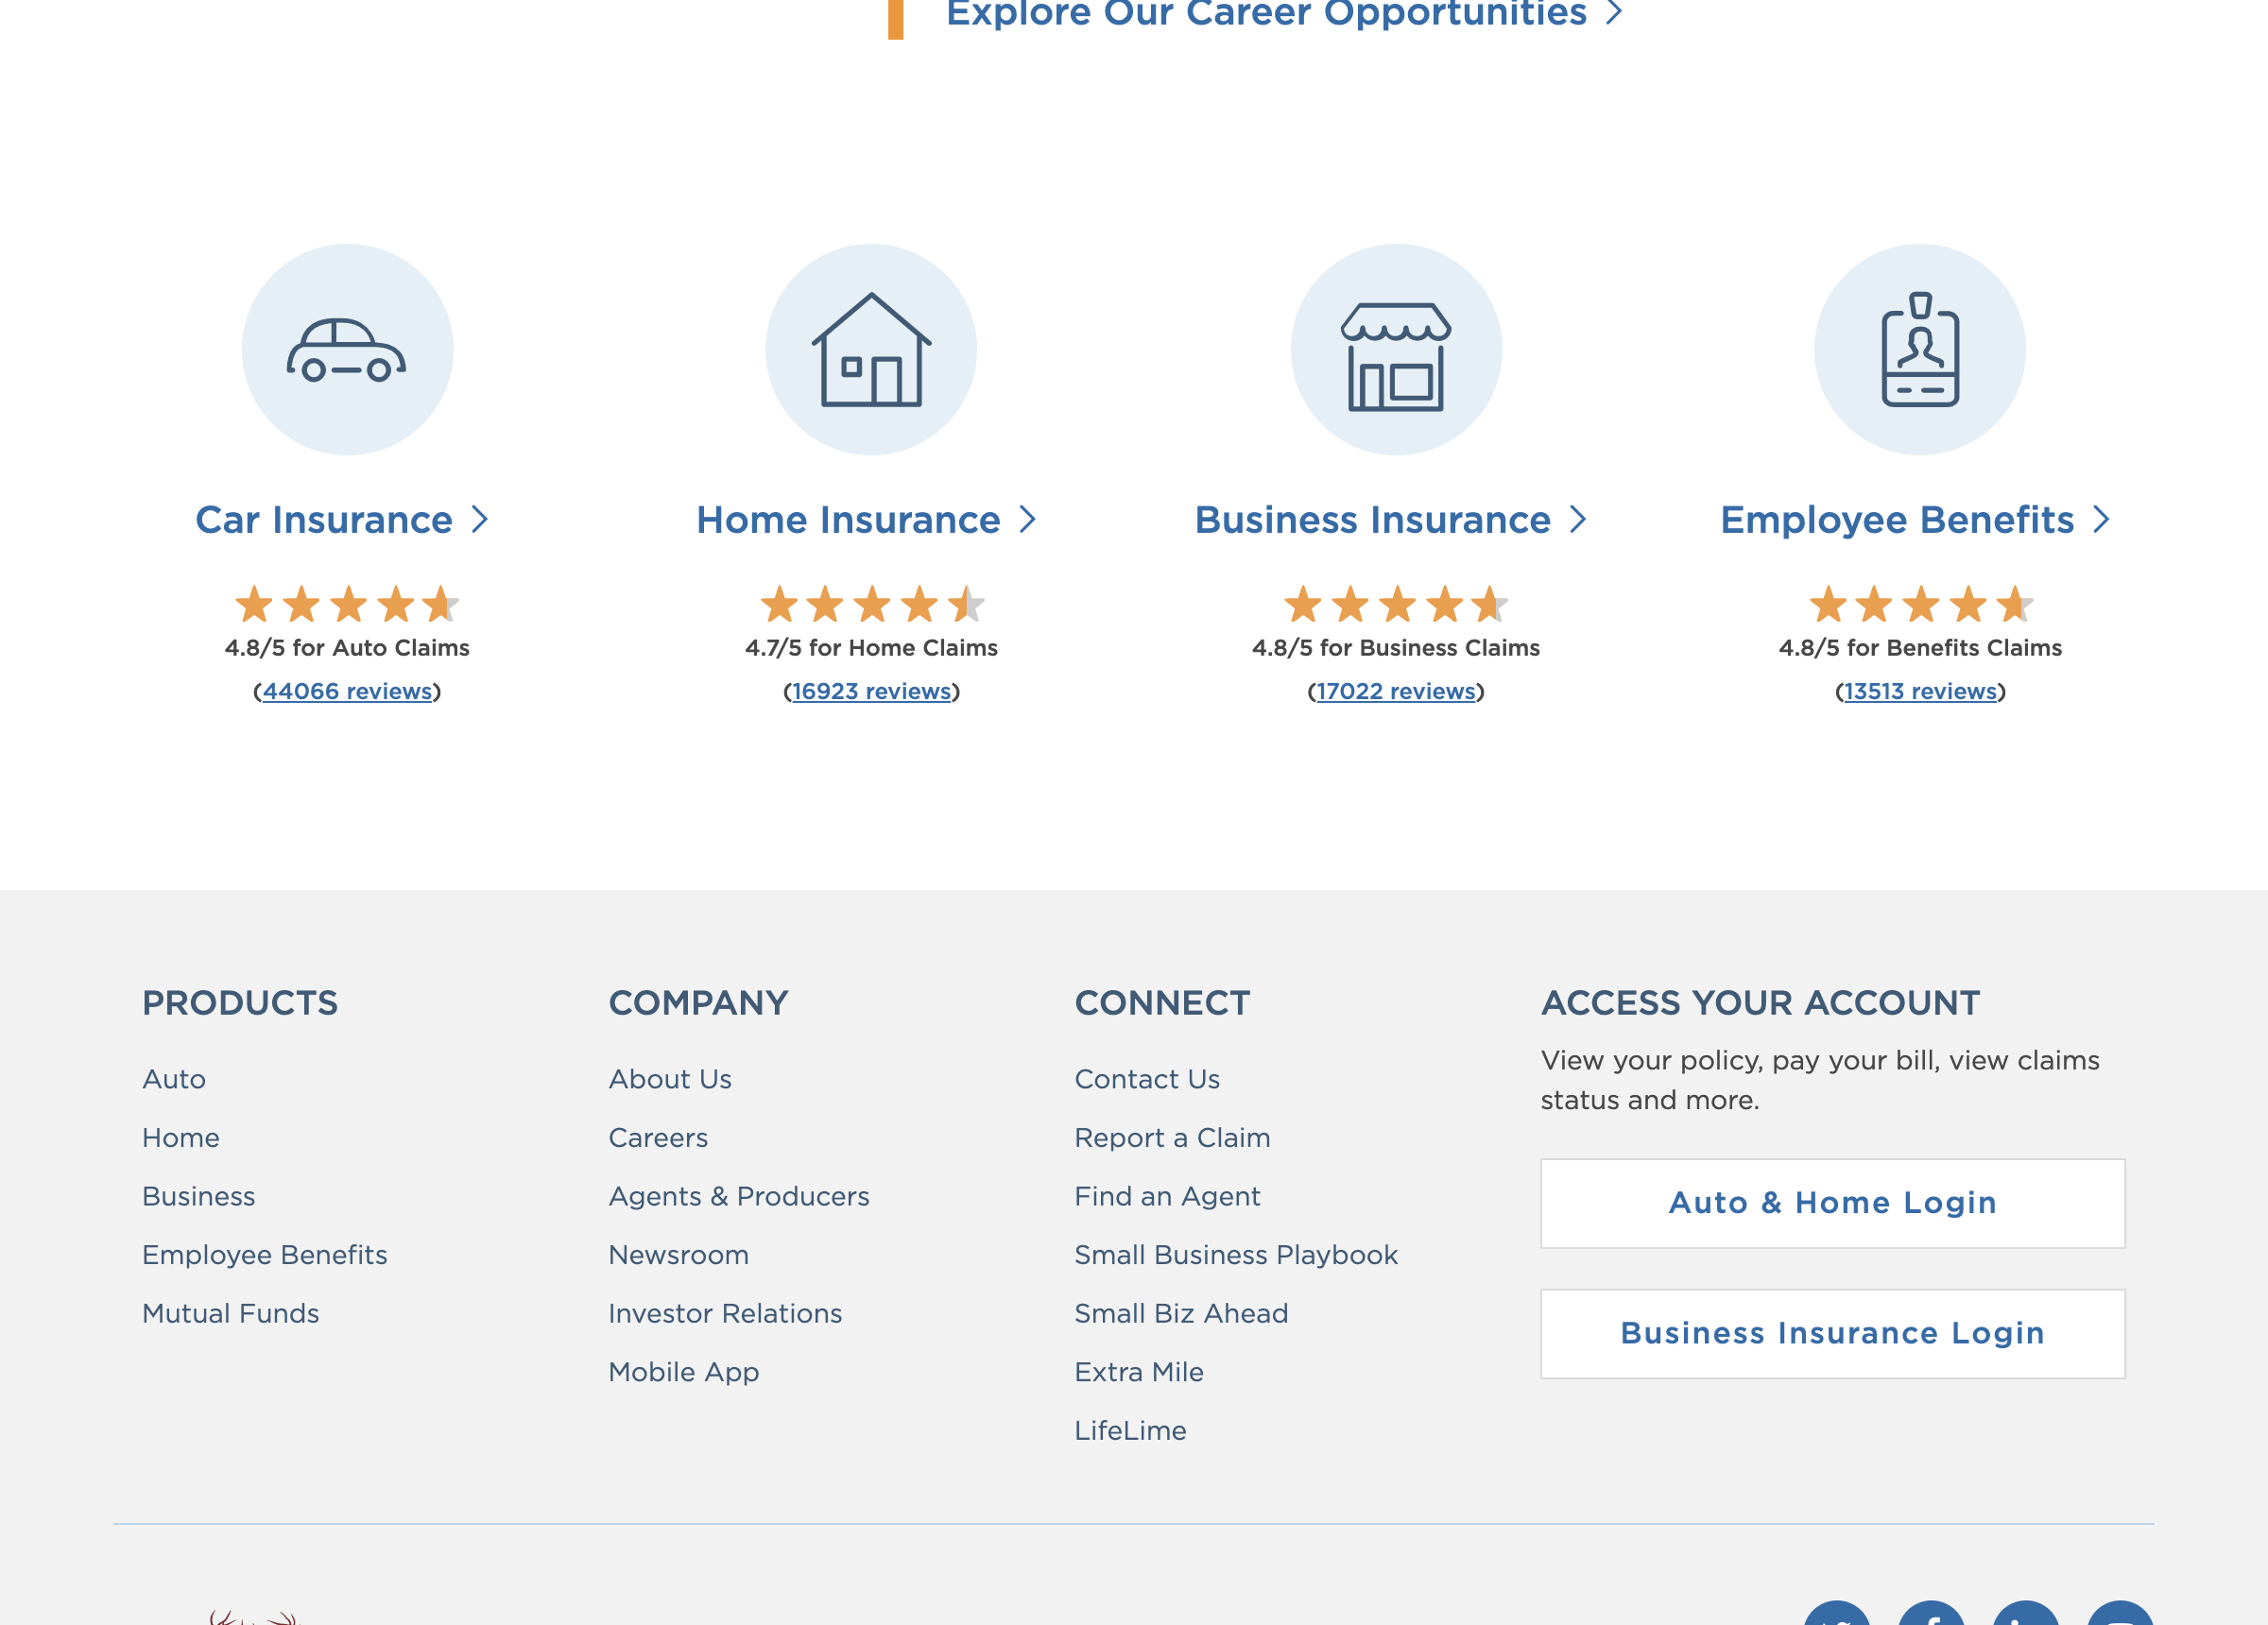 Explore Our Career Opportunities
Car Insurance
Home Insurance
Business Insurance
Employee Benefits
4.8/5 for Auto Claims
(44066 reviews)
4.7/5 for Home Claims
(16923 reviews)
4.8/5 for Business Claims
(17022 reviews)
4.8/5 for Benefits Claims
(13513 reviews)
PRODUCTS
Auto
Home
Business
Employee Benefits
Mutual Funds
COMPANY
About Us
Careers
Agents & Producers
Newsroom
Investor Relations
Mobile App
CONNECT
Contact Us
Report a Claim
Find an Agent
Small Business Playbook
Small Biz Ahead
Extra Mile
LifeLime
ACCESS YOUR ACCOUNT
View your policy, pay your bill, view claims
status and more.
Auto & Home Login
Business Insurance Login